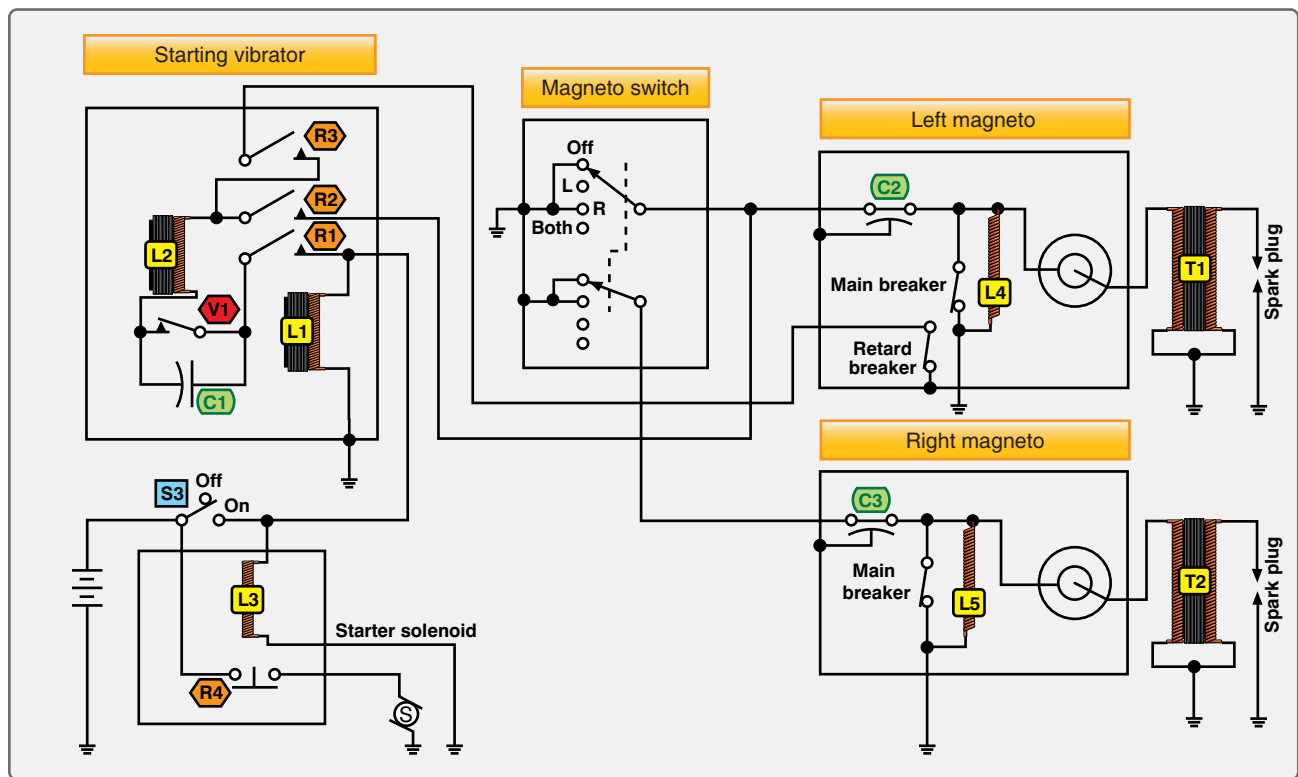 Starting vibrator
Magneto switch
Left magneto
R3
R2
R1
L2
V1
L1
C1
Off
L
R
Both
C2
Main breaker
L4
Retard
breaker
T1
Spark plug
Right magneto
S3
Off
On
L3
Starter solenoid
R4
S
C3
Main
breaker
L5
T2
Spark plug